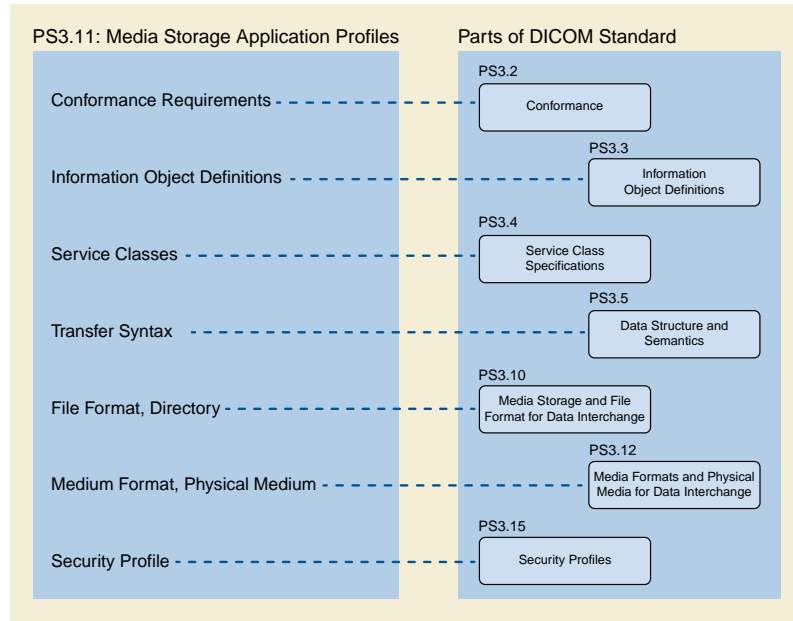 PS3.11: Media Storage Application Profiles
Parts of DICOM Standard
PS3.2
Conformance Requirements
Conformance
PS3.3
Information Object Definitions
Information
Object Definitions
PS3.4
Service Classes
Service Class
Specifications
PS3.5
Transfer Syntax
Data Structure and
Semantics
PS3.10
File Format, Directory
Media Storage and File
Format for Data Interchange
PS3.12
Medium Format, Physical Medium
Media Formats and Physical
Media for Data Interchange
PS3.15
Security Profile
Security Profiles